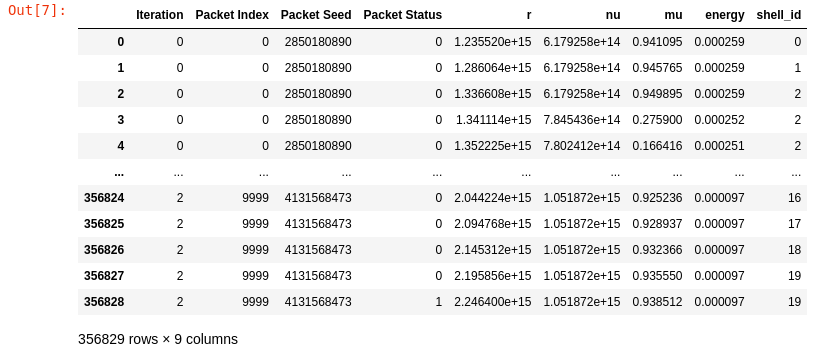 Out[7]:
Iteration Packet Index Packet Seed Packet Status r nu mu energy shell_id
0 0 0 2850180890 0 1.235520e+15 6.179258e+14 0.941095 0.000259 0
1 0 0 2850180890 0 1.286064e+15 6.179258e+14 0.945765 0.000259 1
2 0 0 2850180890 0 1.336608e+15 6.179258e+14 0.949895 0.000259 2
3 0 0 2850180890 0 1.341114e+15 7.845436e+14 0.275900 0.000252 2
4 0 0 2850180890 0 1.352225e+15 7.802412e+14 0.166416 0.000251 2
... ... ... ... ... ... ... ... ... ...
356824 2 9999 4131568473 0 2.044224e+15 1.051872e+15 0.925236 0.000097 16
356825 2 9999 4131568473 0 2.094768e+15 1.051872e+15 0.928937 0.000097 17
356826 2 9999 4131568473 0 2.145312e+15 1.051872e+15 0.932366 0.000097 18
356827 2 9999 4131568473 0 2.195856e+15 1.051872e+15 0.935550 0.000097 19
356828 2 9999 4131568473 1 2.246400e+15 1.051872e+15 0.938512 0.000097 19
356829 rows × 9 columns